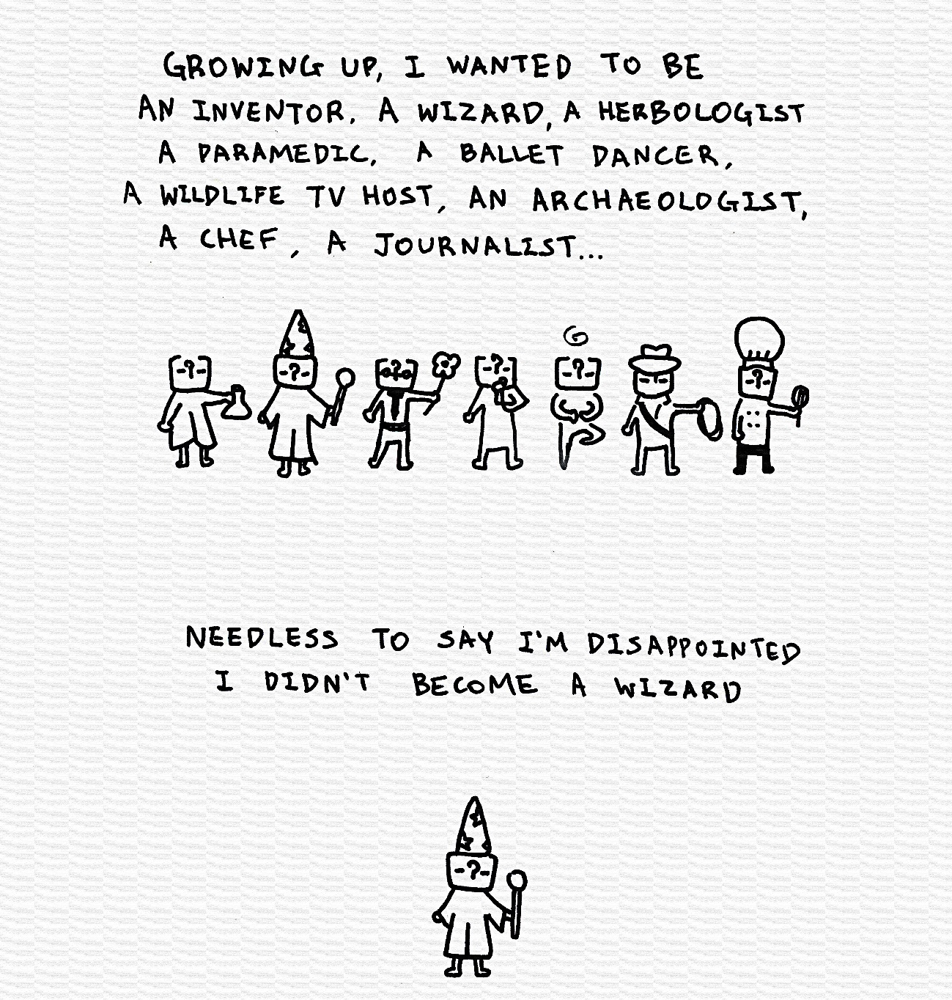 GROWING UP, I WANTED TO BE
AN INVENTOR. A WIZARD, A HERBOLOGIST
A PARAMEDIC, A BALLET DANCER,
A WILDLIFE TV HOST, AN ARCHAEOLOGIST,
A CHEF, A JOURNALIST...
-?- -?- ? -?- -?- -?- -?-
NEEDLESS TO SAY I'M DISAPPOINTED
I DIDN'T BECOME A WIZARD
-?-